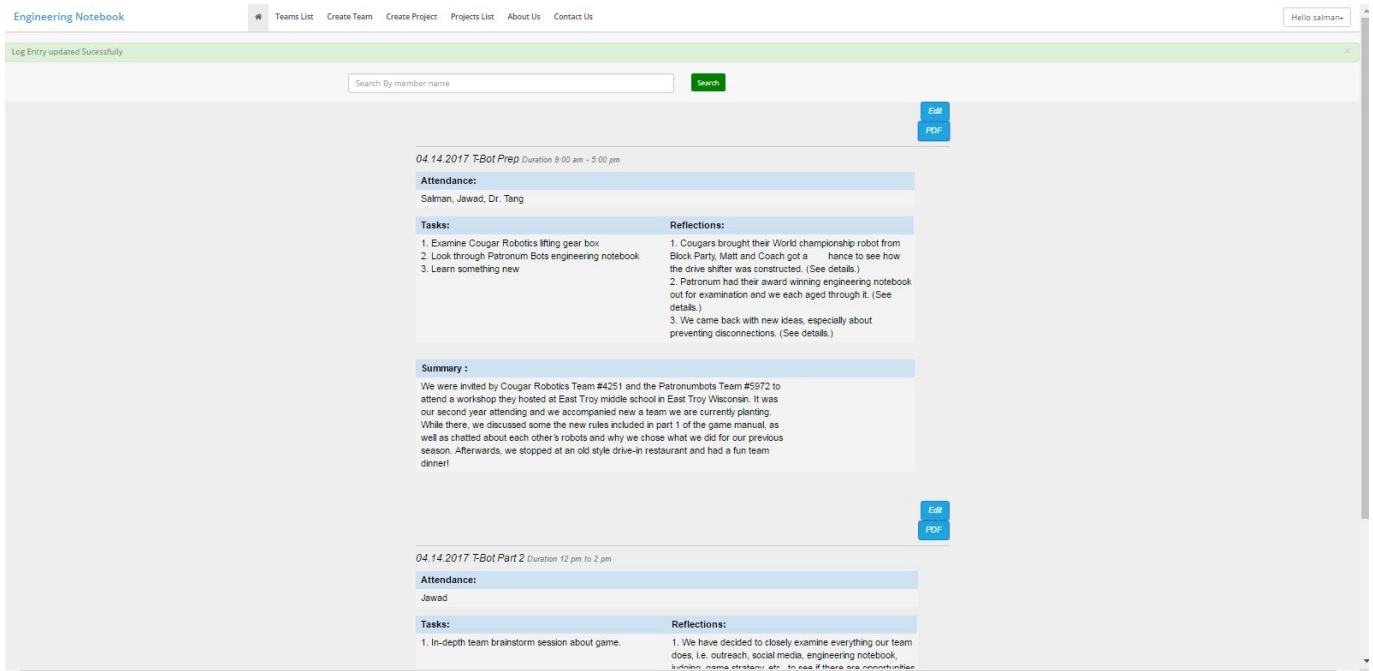 Engineering Notebook
Teams List Create Team Create Project Projects List About Us Contact Us
Hello salman
Log Entry updated Sucessfully
×
Search By member name
Search
Edit
PDF
04.14.2017 T-Bot Prep Duration 9:00 am - 5:00 pm
Attendance:
Salman, Jawad, Dr. Tang
Tasks:
1. Examine Cougar Robotics lifting gear box
2. Look through Patronum Bots engineering notebook
3. Learn something new
Reflections:
1. Cougars brought their World championship robot from
Block Party, Matt and Coach got a hance to see how
the drive shifter was constructed. (See details.)
2. Patronum had their award winning engineering notebook
out for examination and we each aged through it. (See
details.)
3. We came back with new ideas, especially about
preventing disconnections. (See details.)
Summary :
We were invited by Cougar Robotics Team #4251 and the Patronumbots Team #5972 to
attend a workshop they hosted at East Troy middle school in East Troy Wisconsin. It was
our second year attending and we accompanied new a team we are currently planting.
While there, we discussed some the new rules included in part 1 of the game manual, as
well as chatted about each other's robots and why we chose what we did for our previous
season. Afterwards, we stopped at an old style drive-in restaurant and had a fun team
dinner!
Edit
PDF
04.14.2017 T-Bot Part 2 Duration 12 pm to 2 pm
Attendance:
Jawad
Tasks:
1. In-depth team brainstorm session about game.
Reflections:
1. We have decided to closely examine everything our team
does, i.e. outreach, social media, engineering notebook,
judging, game strategy, etc., to see if there are opportunities